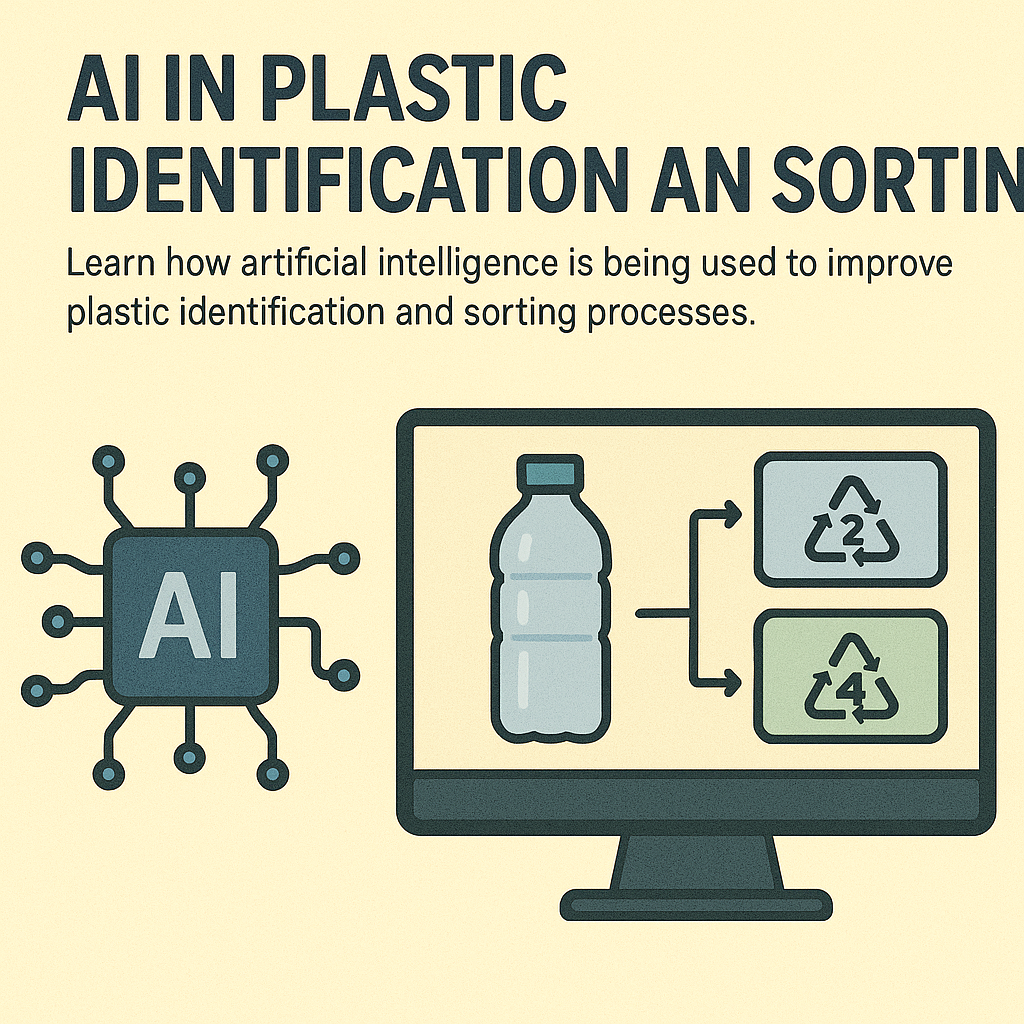 AI IN PLASTIC
IDENTIFICATION AN SORTIN
Learn how artificial intelligence is being used to improve
plastic identification and sorting processes.
AI
2
4